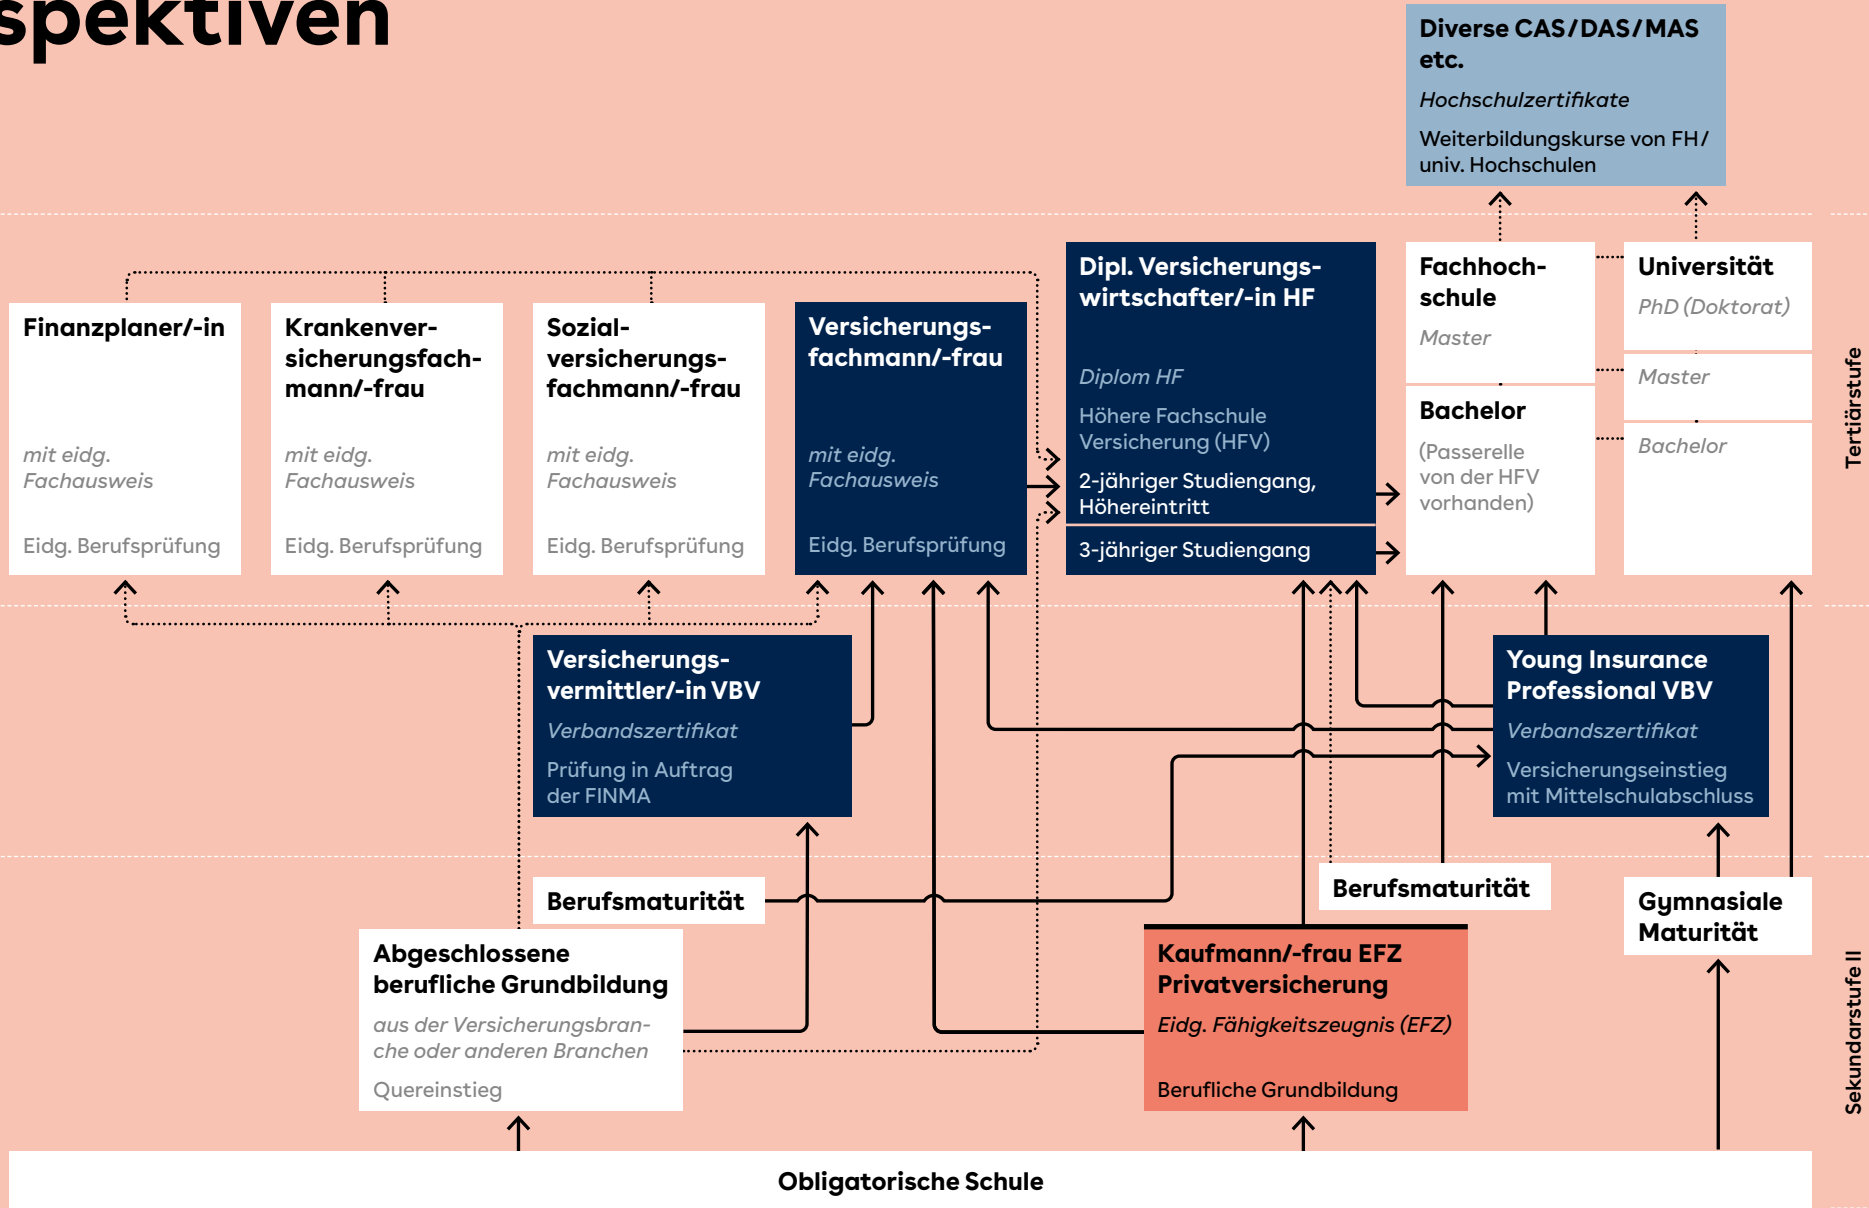 spektiven
Diverse CAS/DAS/MAS
etc.
Hochschulzertifikate
Weiterbildungskurse von FH/
univ. Hochschulen
Finanzplaner/-in
mit eidg.
Fachausweis
Eidg. Berufsprüfung
Krankenver-
sicherungsfach-
mann/-frau
mit eidg.
Fachausweis
Eidg. Berufsprüfung
Sozial-
versicherungs-
fachmann/-frau
mit eidg.
Fachausweis
Eidg. Berufsprüfung
Versicherungs-
fachmann/-frau
mit eidg.
Fachausweis
Eidg. Berufsprüfung
Dipl. Versicherungs-
wirtschafter/-in HF
Diplom HF
Höhere Fachschule
Versicherung (HFV)
2-jähriger Studiengang,
Höhereintritt
3-jähriger Studiengang
Fachhoch-
schule
Master
Bachelor
(Passerelle
von der HFV
vorhanden)
Universität
PhD (Doktorat)
Master
Bachelor
Tertiärstufe
Versicherungs-
vermittler/-in VBV
Verbandszertifikat
Prüfung in Auftrag
der FINMA
Young Insurance
Professional VBV
Verbandszertifikat
Versicherungseinstieg
mit Mittelschulabschluss
Berufsmaturität
Berufsmaturität
Gymnasiale
Maturität
Abgeschlossene
berufliche Grundbildung
aus der Versicherungsbran-
che oder anderen Branchen
Quereinstieg
Kaufmann/-frau EFZ
Privatversicherung
Eidg. Fähigkeitszeugnis (EFZ)
Berufliche Grundbildung
Sekundarstufe II
Obligatorische Schule